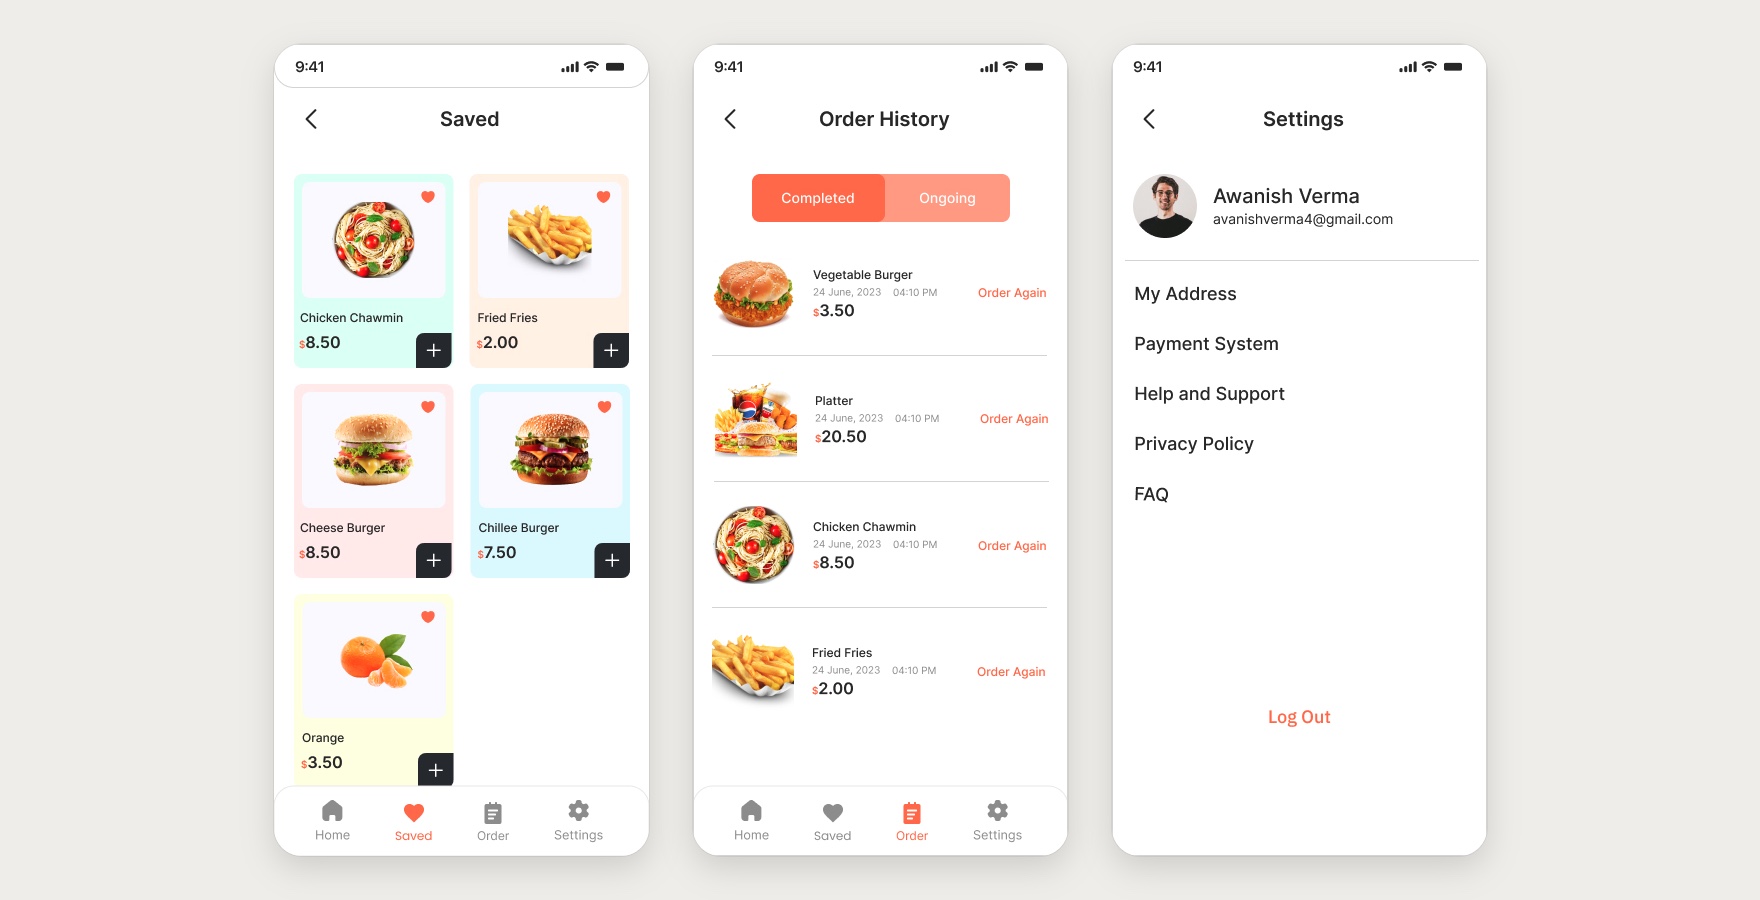 9:41
Saved
Chicken Chawmin
$8.50
Fried Fries
$2.00
Cheese Burger
$8.50
Chillee Burger
$7.50
Orange
$3.50
Home
Saved
Order
Settings
9:41
Order History
Completed
Ongoing
Vegetable Burger
24 June, 2023 04:10 PM
$3.50
Order Again
Platter
24 June, 2023 04:10 PM
$20.50
Order Again
Chicken Chawmin
24 June, 2023 04:10 PM
$8.50
Order Again
Fried Fries
24 June, 2023 04:10 PM
$2.00
Order Again
Home
Saved
Order
Settings
9:41
Settings
Awanish Verma
avanishverma4@gmail.com
My Address
Payment System
Help and Support
Privacy Policy
FAQ
Log Out